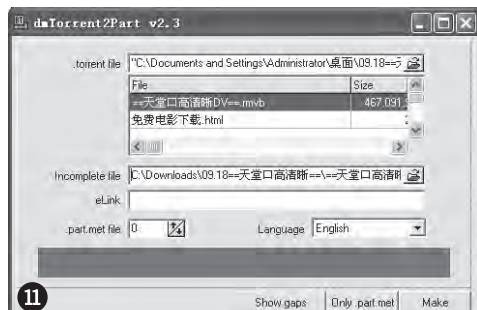 dmTorrent2Part v2.3
.torrent file "C:\Documents and Settings\Administrator\桌面\09.18==天
File Size
==天堂口高清晰DV==.rmvb 467.091.
免费电影下载.html
Incomplete file C:\Downloads\09.18==天堂口高清晰==\==天堂口高清晰
eLink
.part.met file 0 Language English
11 Show gaps Only .part.met Make